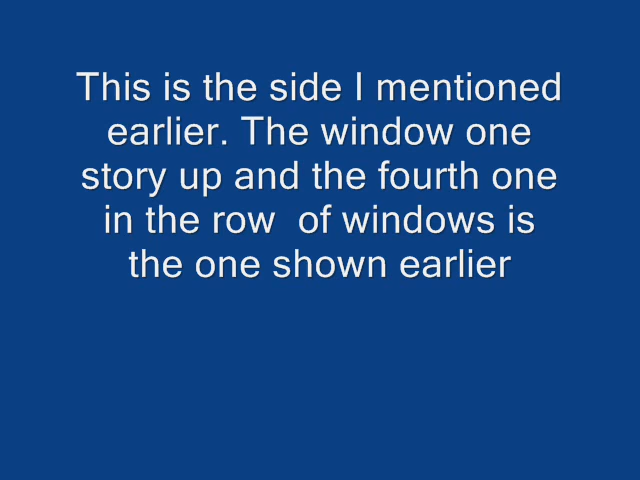 This is the side I mentioned
earlier. The window one
story up and the fourth one
in the row  of windows is
the one shown earlier